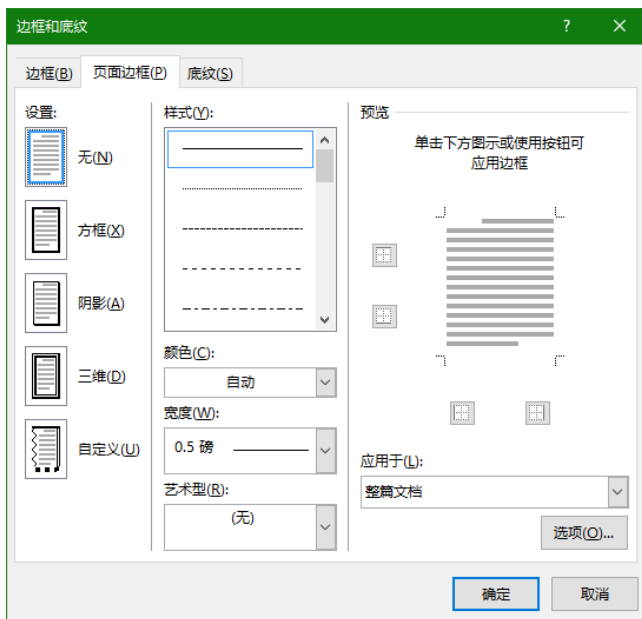 边框和底纹
?
边框(B)
页面边框(P)
底纹(S)
设置:
无(N)
方框(X)
阴影(A)
三维(D)
自定义(U)
样式(Y):
颜色(C):
自动
宽度(W):
0.5 磅
艺术型(R):
(无)
预览
单击下方图示或使用按钮可
应用边框
应用于(L):
整篇文档
选项(O)...
确定
取消